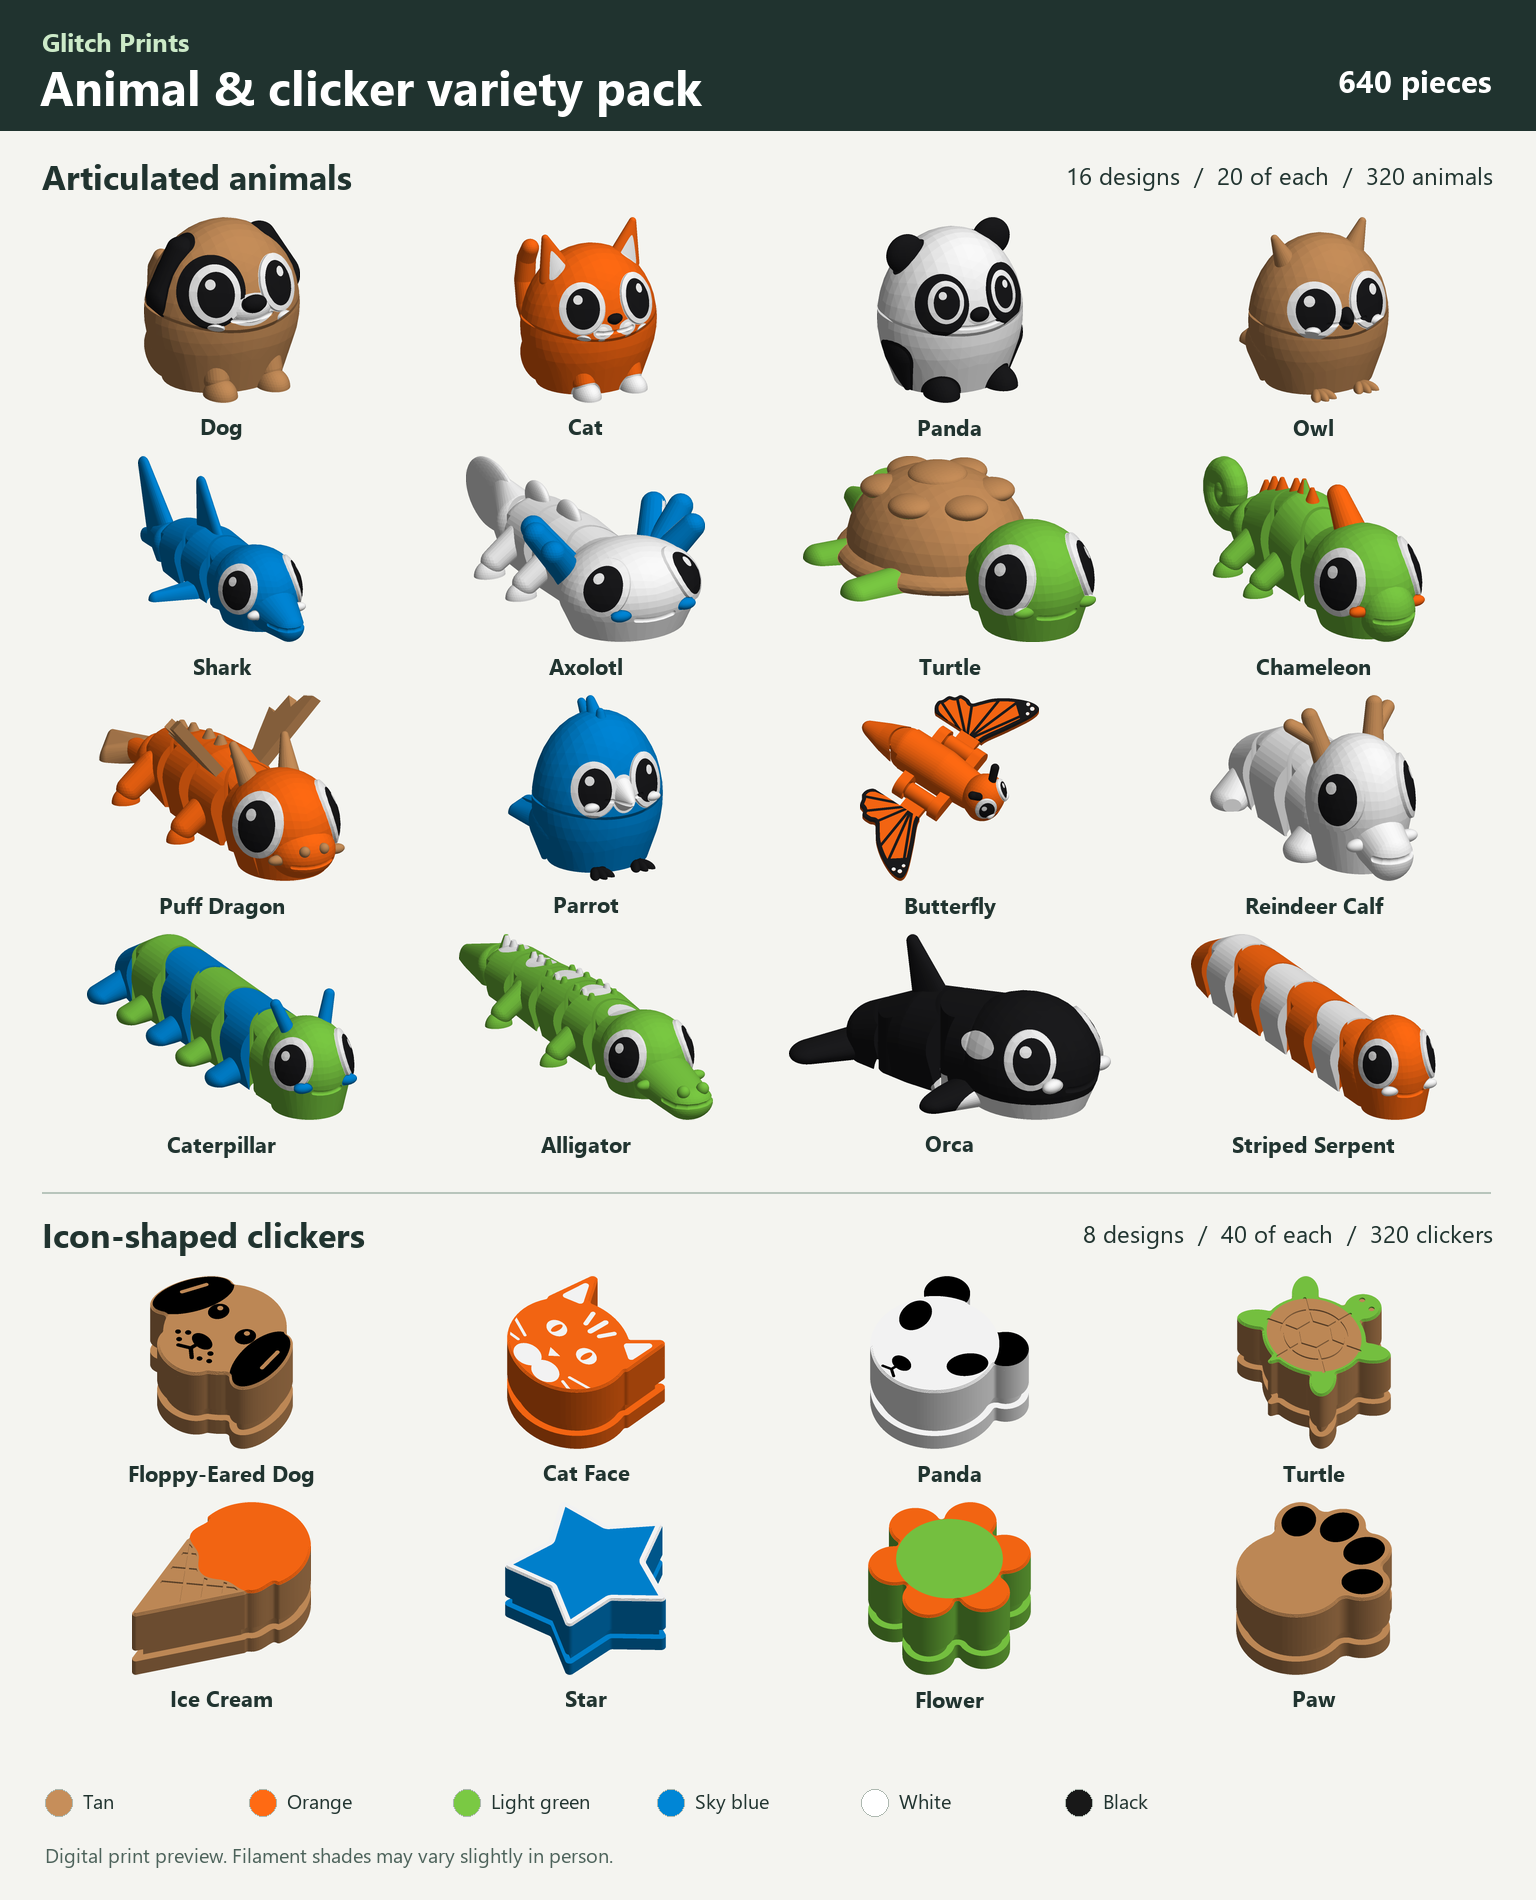 Glitch Prints
Animal & clicker variety pack
640 pieces
Articulated animals
16 designs / 20 of each / 320 animals
Dog
Cat
Panda
Owl
Shark
Axolotl
Turtle
Chameleon
Puff Dragon
Parrot
Butterfly
Reindeer Calf
Caterpillar
Alligator
Orca
Striped Serpent
Icon-shaped clickers
8 designs / 40 of each / 320 clickers
Floppy-Eared Dog
Cat Face
Panda
Turtle
Ice Cream
Star
Flower
Paw
Tan
Orange
Light green
Sky blue
White
Black
Digital print preview. Filament shades may vary slightly in person.